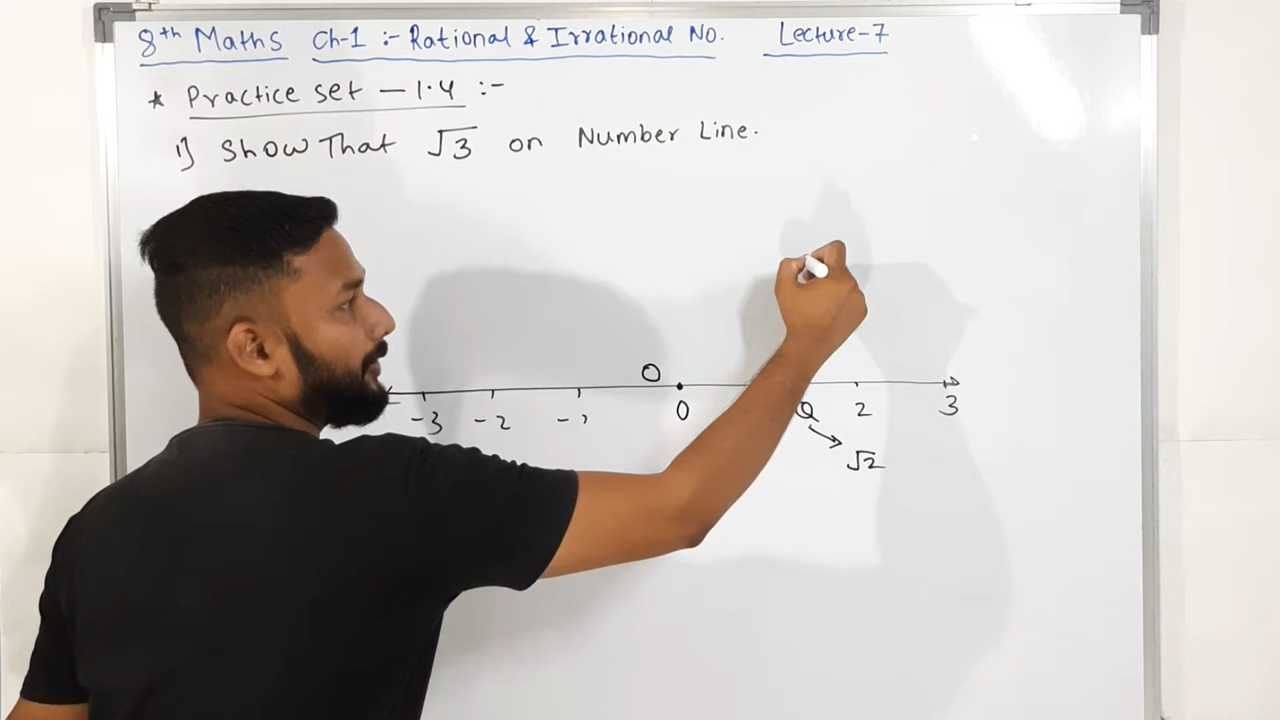 8th Maths Ch-1 :- Rational & Irrational No. Lecture-7
* Practice set - 1.4 :-
1) Show That √3 on Number Line.
O
-3 -2 -1 0 Q 2 3
√2